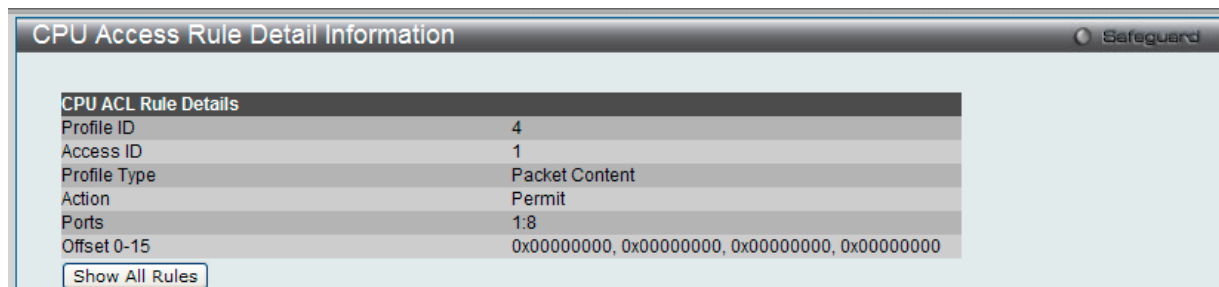 CPU Access Rule Detail Information
Safeguard
CPU ACL Rule Details
Profile ID 4
Access ID 1
Profile Type Packet Content
Action Permit
Ports 1:8
Offset 0-15 0x00000000, 0x00000000, 0x00000000, 0x00000000
Show All Rules